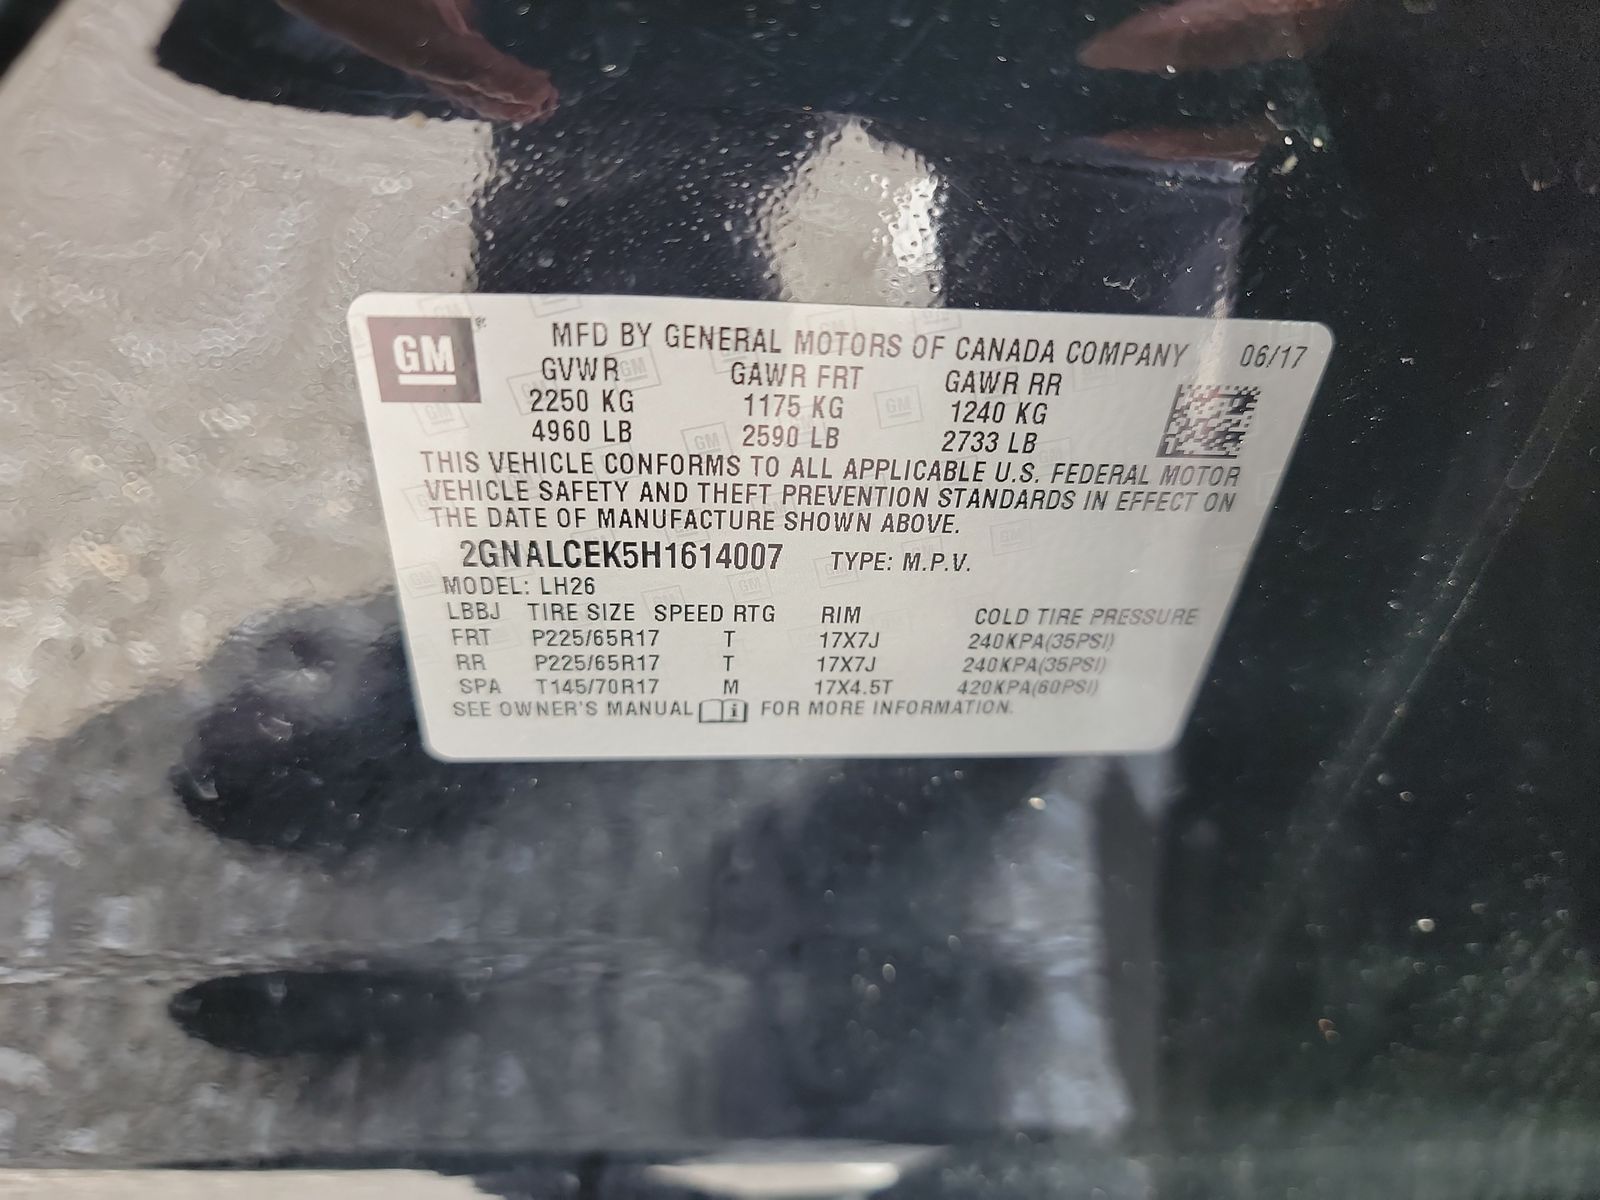 GM MFD BY GENERAL MOTORS OF CANADA COMPANY 06/17
GVWR GAWR FRT GAWR RR
2250 KG 1175 KG 1240 KG
4960 LB 2590 LB 2733 LB
THIS VEHICLE CONFORMS TO ALL APPLICABLE U.S. FEDERAL MOTOR
VEHICLE SAFETY AND THEFT PREVENTION STANDARDS IN EFFECT ON
THE DATE OF MANUFACTURE SHOWN ABOVE.
2GNALCEK5H1614007 TYPE: M.P.V.
MODEL: LH26
LBBJ TIRE SIZE SPEED RTG RIM COLD TIRE PRESSURE
FRT P225/65R17 T 17X7J 240KPA(35PSI)
RR P225/65R17 T 17X7J 240KPA(35PSI)
SPA T145/70R17 M 17X4.5T 420KPA(60PSI)
SEE OWNER'S MANUAL i FOR MORE INFORMATION.